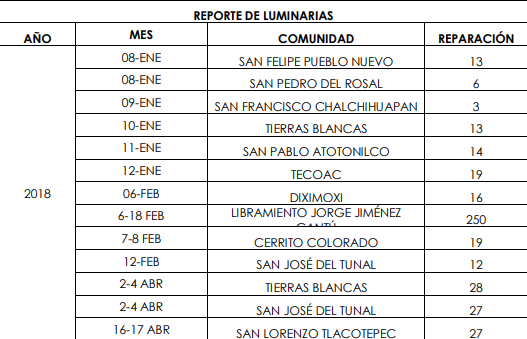 REPORTE DE LUMINARIAS
AÑO MES COMUNIDAD REPARACIÓN
08-ENE SAN FELIPE PUEBLO NUEVO 13
08-ENE SAN PEDRO DEL ROSAL 6
09-ENE SAN FRANCISCO CHALCHIHUAPAN 3
10-ENE TIERRAS BLANCAS 13
11-ENE SAN PABLO ATOTONILCO 14
12-ENE TECOAC 19
2018 06-FEB DIXIMOXI 16
6-18 FEB LIBRAMIENTO JORGE JIMÉNEZ 250
CANTÚ
7-8 FEB CERRITO COLORADO 19
12-FEB SAN JOSÉ DEL TUNAL 12
2-4 ABR TIERRAS BLANCAS 28
2-4 ABR SAN JOSÉ DEL TUNAL 27
16-17 ABR SAN LORENZO TLACOTEPEC 27